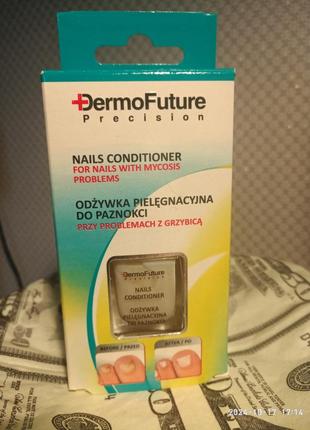 DermoFuture
Precision
NAILS CONDITIONER
FOR NAILS WITH MYCOSIS
PROBLEMS
ODŻYWKA PIELĘGNACYJNA
DO PAZNOKCI
PRZY PROBLEMACH Z GRZYBICĄ
DermoFuture
Precision
NAILS
CONDITIONER
ODŻYWKA
PIELĘGNACYJNA
DO PAZNOKCI
BEFORE / PRZED
AFTER / PO
2024-10-17 17:14